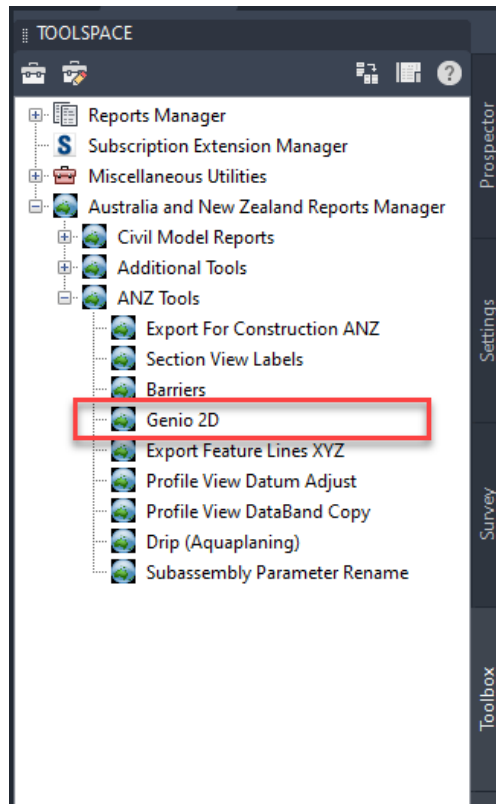 TOOLSPACE
Reports Manager
S Subscription Extension Manager
Miscellaneous Utilities
Australia and New Zealand Reports Manager
Civil Model Reports
Additional Tools
ANZ Tools
Export For Construction ANZ
Section View Labels
Barriers
Genio 2D
Export Feature Lines XYZ
Profile View Datum Adjust
Profile View DataBand Copy
Drip (Aquaplaning)
Subassembly Parameter Rename
Prospector
Settings
Survey
Toolbox